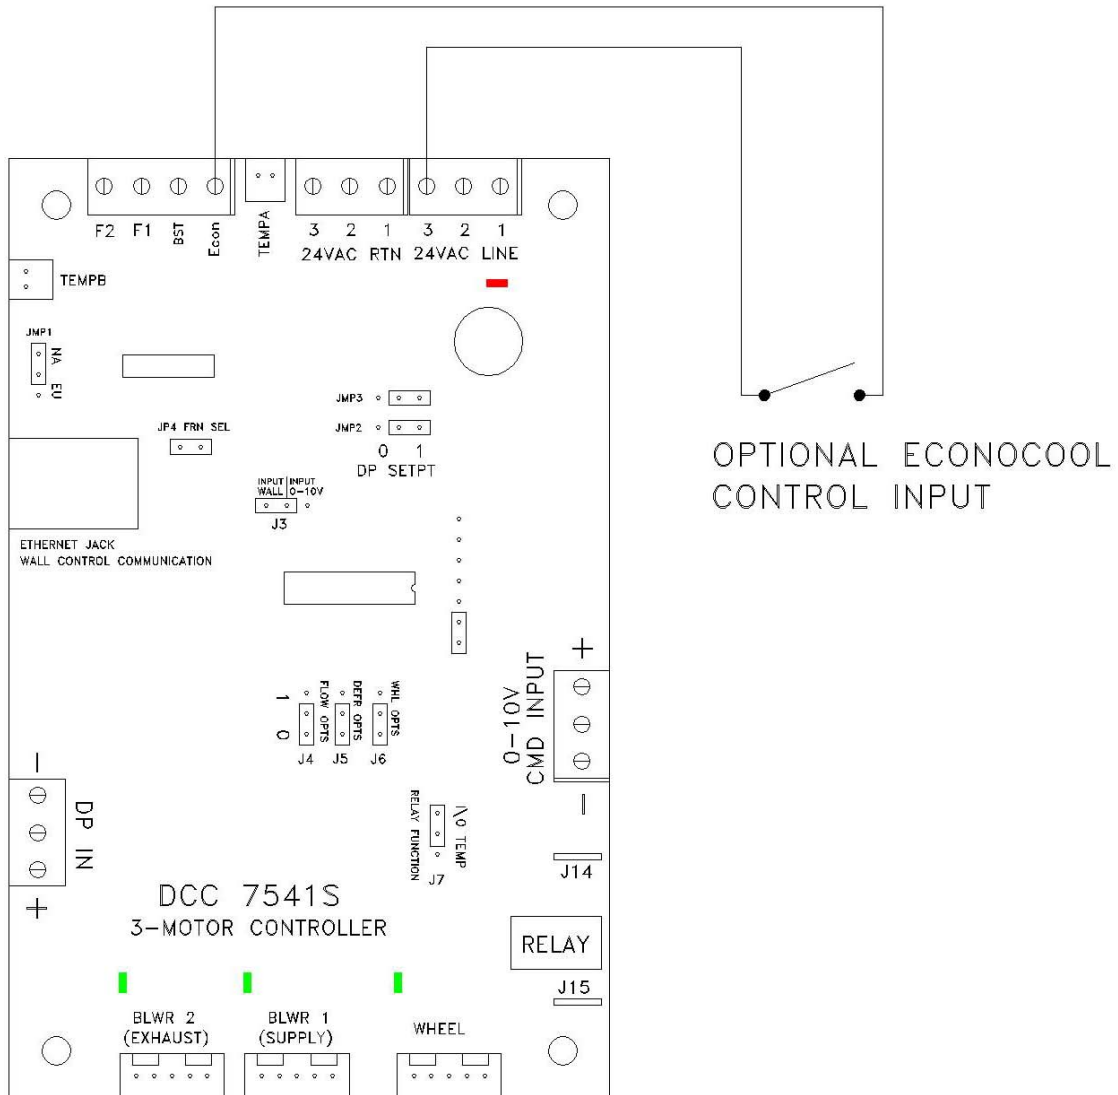 F2 F1 BST Econ TEMPA 3 2 1 3 2 1
24VAC RTN 24VAC LINE
TEMPB
JMP1
NA
EU
JMP3
JMP2
0 1
DP SETPT
JP4 FRN SEL
OPTIONAL ECONOCOOL
CONTROL INPUT
INPUT INPUT
WALL 0-10V
J3
ETHERNET JACK
WALL CONTROL COMMUNICATION
1
0
FLOW OPTS
DEFR OPTS
WHL OPTS
J4 J5 J6
+
0-10V
CMD INPUT
-
-
DP IN
+
RELAY FUNCTION
I\O TEMP
J7
J14
DCC 7541S
3-MOTOR CONTROLLER
RELAY
J15
BLWR 2
(EXHAUST)
BLWR 1
(SUPPLY)
WHEEL